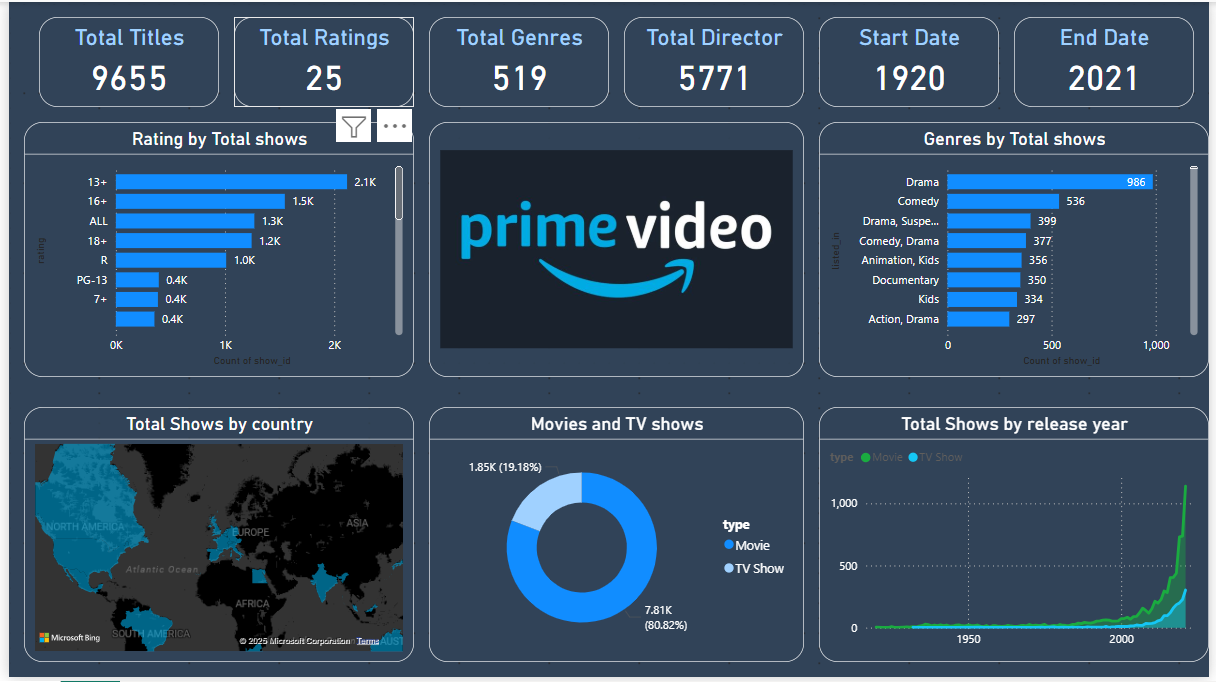 Total Titles
9655
Total Ratings
25
Total Genres
519
Total Director
5771
Start Date
1920
End Date
2021
Rating by Total shows
rating
13+
2.1K
16+
1.5K
ALL
1.3K
18+
1.2K
R
1.0K
PG-13
0.4K
7+
0.4K
0.4K
0K
1K
2K
Count of show_id
prime video
Genres by Total shows
listed_in
Drama
986
Comedy
536
Drama, Suspe...
399
Comedy, Drama
377
Animation, Kids
356
Documentary
350
Kids
334
Action, Drama
297
0
500
1,000
Count of show_id
Total Shows by country
NORTH AMERICA
EUROPE
ASIA
Atlantic Ocean
AFRICA
SOUTH AMERICA
AUST
Microsoft Bing
© 2025 Microsoft Corporation Terms
Movies and TV shows
1.85K (19.18%)
7.81K
(80.82%)
type
Movie
TV Show
Total Shows by release year
type Movie TV Show
1,000
500
0
1950
2000